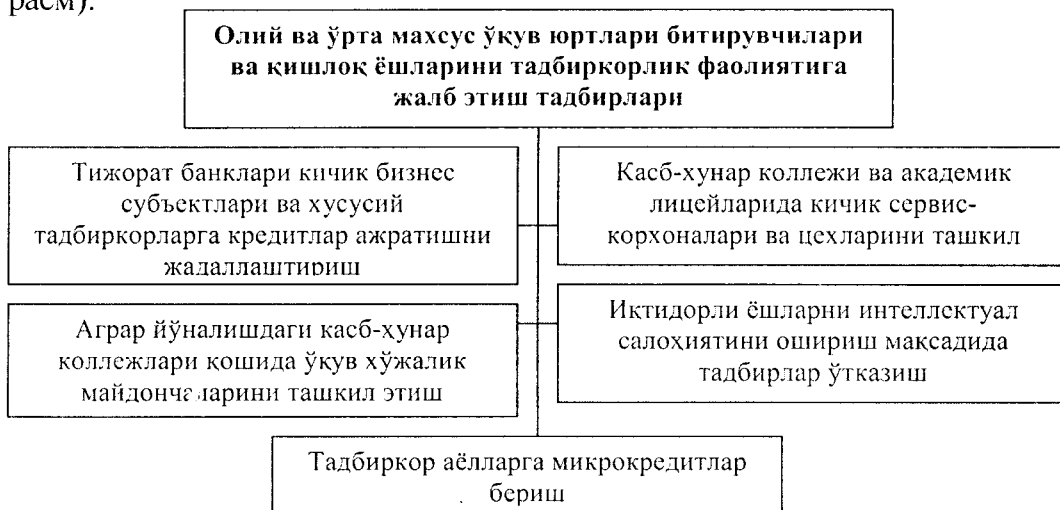 расм).
Олий ва ўрта махсус ўқув юртлари битирувчилари
ва қишлоқ ёшларини тадбиркорлик фаолиятига
жалб этиш тадбирлари
Тижорат банклари кичик бизнес
субъектлари ва хусусий
тадбиркорларга кредитлар ажратишни
жадаллаштириш
Касб-хунар коллежи ва академик
лицейларида кичик сервис-
корхоналари ва цехларини ташкил
Аграр йўналишдаги касб-ҳунар
коллежлари қошида ўқув хўжалик
майдончаларини ташкил этиш
Иқтидорли ёшларни интеллектуал
салоҳиятини ошириш мақсадида
тадбирлар ўтказиш
Тадбиркор аёлларга микрокредитлар
бериш